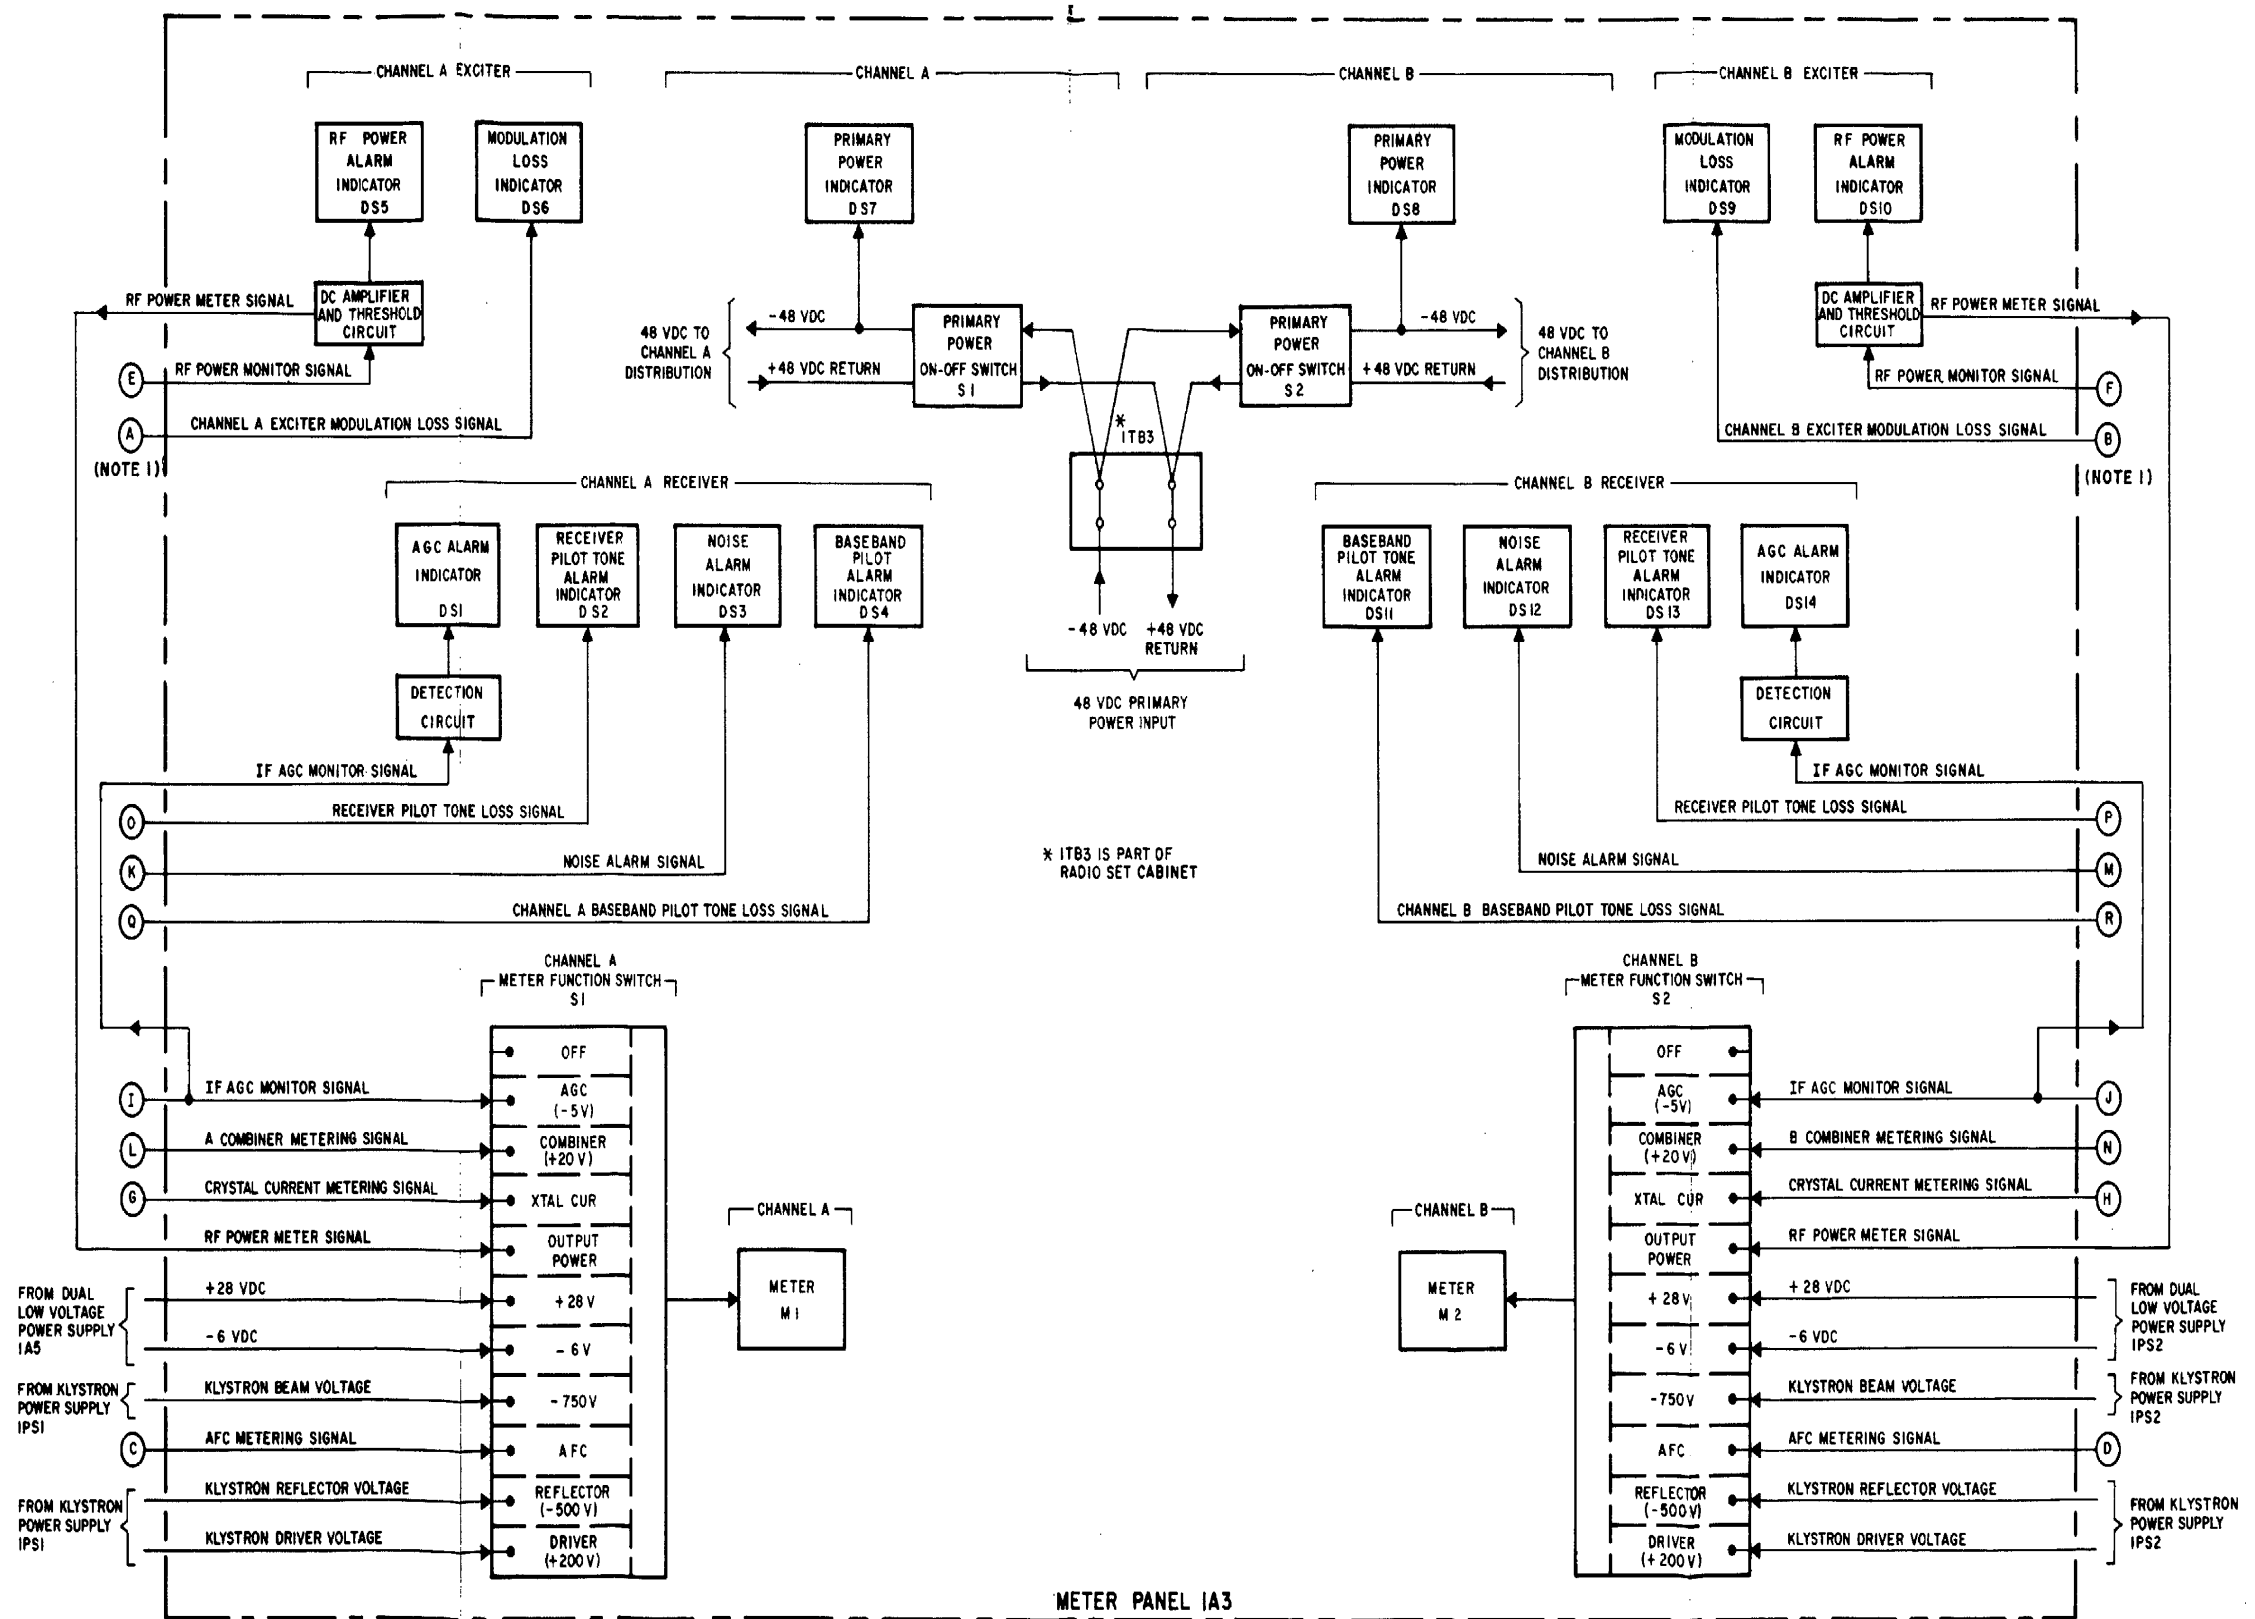 CHANNEL A EXCITER
CHANNEL A
CHANNEL B
CHANNEL B EXCITER
RF POWER
ALARM
INDICATOR
DS5
MODULATION
LOSS
INDICATOR
DS6
PRIMARY
POWER
INDICATOR
DS7
PRIMARY
POWER
INDICATOR
DS8
MODULATION
LOSS
INDICATOR
DS9
RF POWER
ALARM
INDICATOR
DS10
RF POWER METER SIGNAL
DC AMPLIFIER
AND THRESHOLD
CIRCUIT
48 VDC TO
CHANNEL A
DISTRIBUTION
-48 VDC
+48 VDC RETURN
PRIMARY
POWER
ON-OFF SWITCH
S1
PRIMARY
POWER
ON-OFF SWITCH
S2
-48 VDC
+48 VDC RETURN
48 VDC TO
CHANNEL B
DISTRIBUTION
DC AMPLIFIER
AND THRESHOLD
CIRCUIT
RF POWER METER SIGNAL
E
RF POWER MONITOR SIGNAL
RF POWER MONITOR SIGNAL
F
A
CHANNEL A EXCITER MODULATION LOSS SIGNAL
* 1TB3
CHANNEL B EXCITER MODULATION LOSS SIGNAL
B
(NOTE 1)
(NOTE 1)
CHANNEL A RECEIVER
CHANNEL B RECEIVER
AGC ALARM
INDICATOR
DS1
RECEIVER
PILOT TONE
ALARM
INDICATOR
DS2
NOISE
ALARM
INDICATOR
DS3
BASEBAND
PILOT
ALARM
INDICATOR
DS4
BASEBAND
PILOT TONE
ALARM
INDICATOR
DS11
NOISE
ALARM
INDICATOR
DS12
RECEIVER
PILOT TONE
ALARM
INDICATOR
DS13
AGC ALARM
INDICATOR
DS14
-48 VDC
+48 VDC
RETURN
48 VDC PRIMARY
POWER INPUT
DETECTION
CIRCUIT
DETECTION
CIRCUIT
IF AGC MONITOR SIGNAL
IF AGC MONITOR SIGNAL
O
RECEIVER PILOT TONE LOSS SIGNAL
RECEIVER PILOT TONE LOSS SIGNAL
P
K
NOISE ALARM SIGNAL
* 1TB3 IS PART OF
RADIO SET CABINET
NOISE ALARM SIGNAL
M
Q
CHANNEL A BASEBAND PILOT TONE LOSS SIGNAL
CHANNEL B BASEBAND PILOT TONE LOSS SIGNAL
R
CHANNEL A
METER FUNCTION SWITCH
S1
CHANNEL B
METER FUNCTION SWITCH
S2
OFF
I
IF AGC MONITOR SIGNAL
AGC
(-5V)
L
A COMBINER METERING SIGNAL
COMBINER
(+20V)
G
CRYSTAL CURRENT METERING SIGNAL
XTAL CUR
RF POWER METER SIGNAL
OUTPUT
POWER
FROM DUAL
LOW VOLTAGE
POWER SUPPLY
1A5
+28 VDC
+28V
-6 VDC
-6V
FROM KLYSTRON
POWER SUPPLY
1PS1
KLYSTRON BEAM VOLTAGE
-750V
C
AFC METERING SIGNAL
AFC
FROM KLYSTRON
POWER SUPPLY
1PS1
KLYSTRON REFLECTOR VOLTAGE
REFLECTOR
(-500V)
KLYSTRON DRIVER VOLTAGE
DRIVER
(+200V)
CHANNEL A
METER
M1
CHANNEL B
METER
M2
OFF
AGC
(-5V)
IF AGC MONITOR SIGNAL
J
COMBINER
(+20V)
B COMBINER METERING SIGNAL
N
XTAL CUR
CRYSTAL CURRENT METERING SIGNAL
H
OUTPUT
POWER
RF POWER METER SIGNAL
+28V
+28 VDC
-6V
-6 VDC
FROM DUAL
LOW VOLTAGE
POWER SUPPLY
1PS2
-750V
KLYSTRON BEAM VOLTAGE
FROM KLYSTRON
POWER SUPPLY
1PS2
AFC
AFC METERING SIGNAL
D
REFLECTOR
(-500V)
KLYSTRON REFLECTOR VOLTAGE
DRIVER
(+200V)
KLYSTRON DRIVER VOLTAGE
FROM KLYSTRON
POWER SUPPLY
1PS2
METER PANEL 1A3